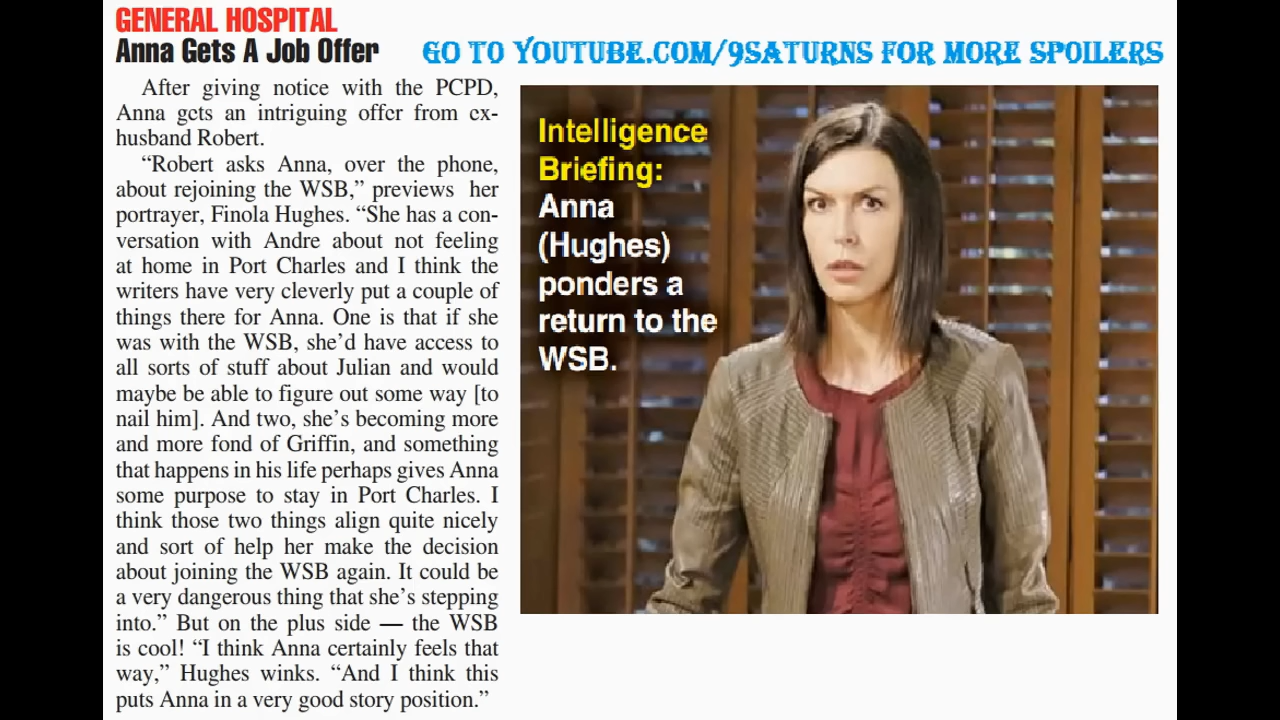 GENERAL HOSPITAL
Anna Gets A Job Offer
GO TO YOUTUBE.COM/9SATURNS FOR MORE SPOILERS
After giving notice with the PCPD,
Anna gets an intriguing offer from ex-
husband Robert.
“Robert asks Anna, over the phone,
about rejoining the WSB,” previews her
portrayer, Finola Hughes. “She has a con-
versation with Andre about not feeling
at home in Port Charles and I think the
writers have very cleverly put a couple of
things there for Anna. One is that if she
was with the WSB, she’d have access to
all sorts of stuff about Julian and would
maybe be able to figure out some way [to
nail him]. And two, she’s becoming more
and more fond of Griffin, and something
that happens in his life perhaps gives Anna
some purpose to stay in Port Charles. I
think those two things align quite nicely
and sort of help her make the decision
about joining the WSB again. It could be
a very dangerous thing that she’s stepping
into.” But on the plus side — the WSB
is cool! “I think Anna certainly feels that
way,” Hughes winks. “And I think this
puts Anna in a very good story position.”
Intelligence
Briefing:
Anna
(Hughes)
ponders a
return to the
WSB.